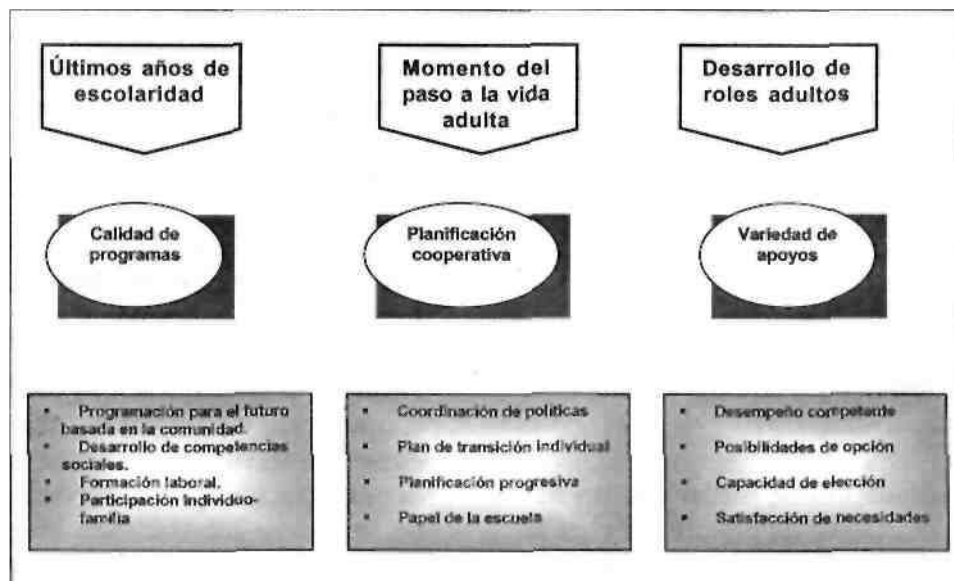 Últimos años de
escolaridad
Momento del
paso a la vida
adulta
Desarrollo de
roles adultos
Calidad de
programas
Planificación
cooperativa
Variedad de
apoyos
▪ Programación para el futuro
basada en la comunidad.
▪ Desarrollo de competencias
sociales.
▪ Formación laboral.
▪ Participación individuo-
familia
▪ Coordinación de políticas
▪ Plan de transición individual
▪ Planificación progresiva
▪ Papel de la escuela
▪ Desempeño competente
▪ Posibilidades de opción
▪ Capacidad de elección
▪ Satisfacción de necesidades